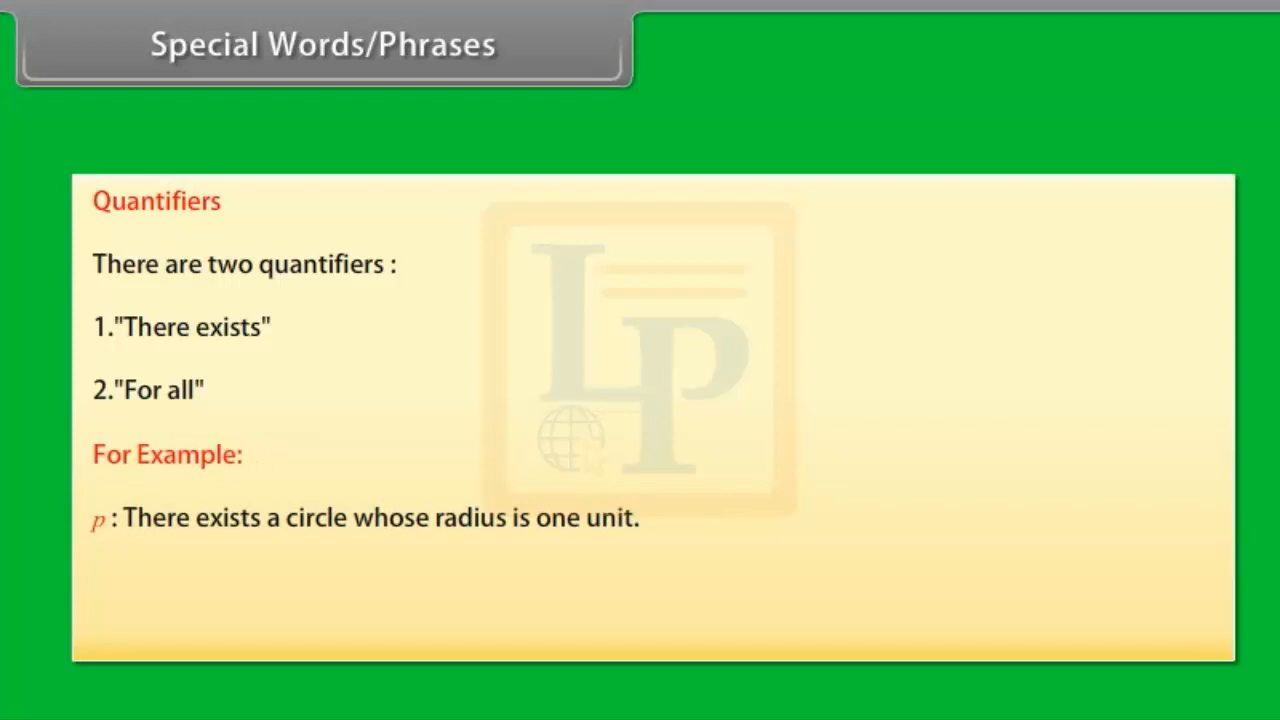 Special Words/Phrases
Quantifiers
There are two quantifiers :
1."There exists"
2."For all"
For Example:
p : There exists a circle whose radius is one unit.
LP